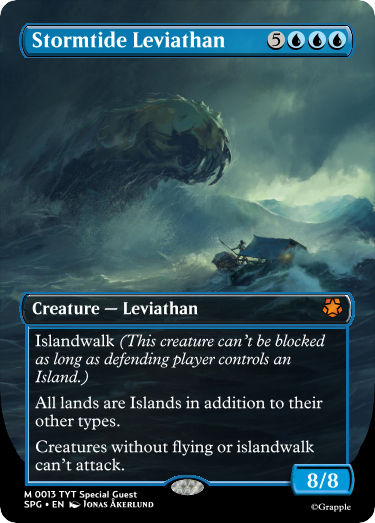 Stormtide Leviathan 5
Creature — Leviathan
Islandwalk (This creature can't be blocked
as long as defending player controls an
Island.)
All lands are Islands in addition to their
other types.
Creatures without flying or islandwalk
can't attack.
8/8
M 0013 TYT Special Guest
SPG • EN Jonas Åkerlund
©Grapple